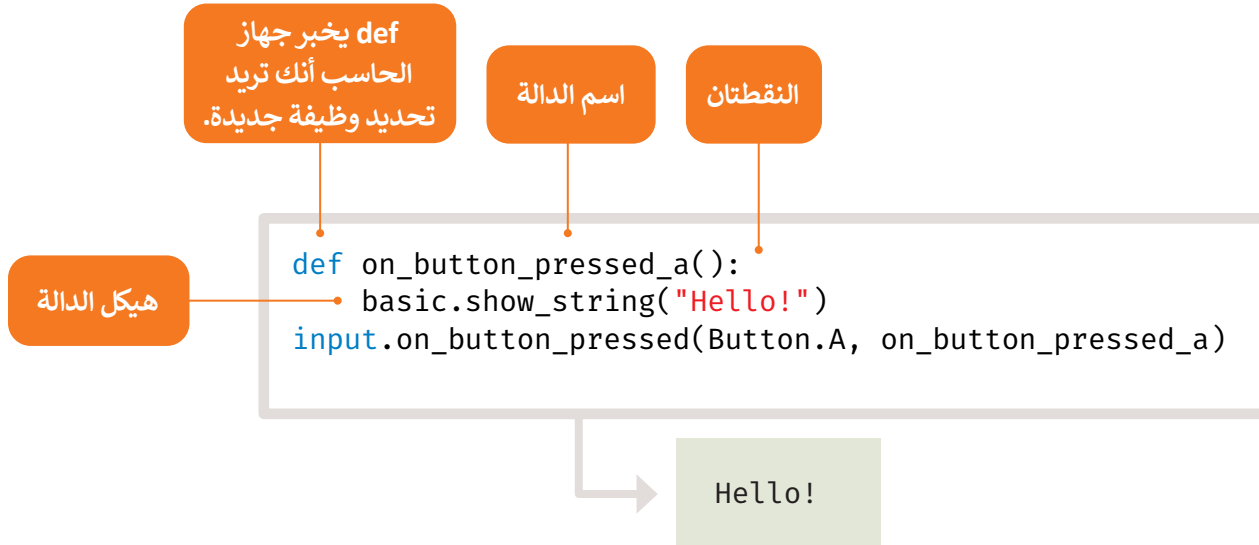 def يخبر جهاز
الحاسب أنك تريد
تحديد وظيفة جديدة.
اسم الدالة
النقطتان
هيكل الدالة
def on_button_pressed_a():
basic.show_string("Hello!")
input.on_button_pressed(Button.A, on_button_pressed_a)
Hello!